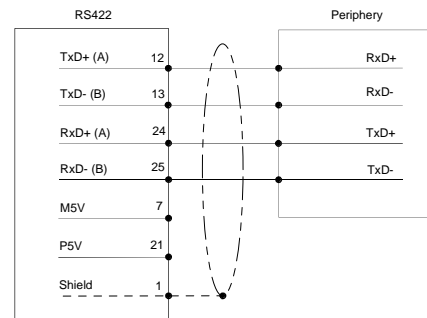 RS422 Periphery
TxD+ (A) 12 RxD+
TxD- (B) 13 RxD-
RxD+ (A) 24 TxD+
RxD- (B) 25 TxD-
M5V 7
P5V 21
Shield 1